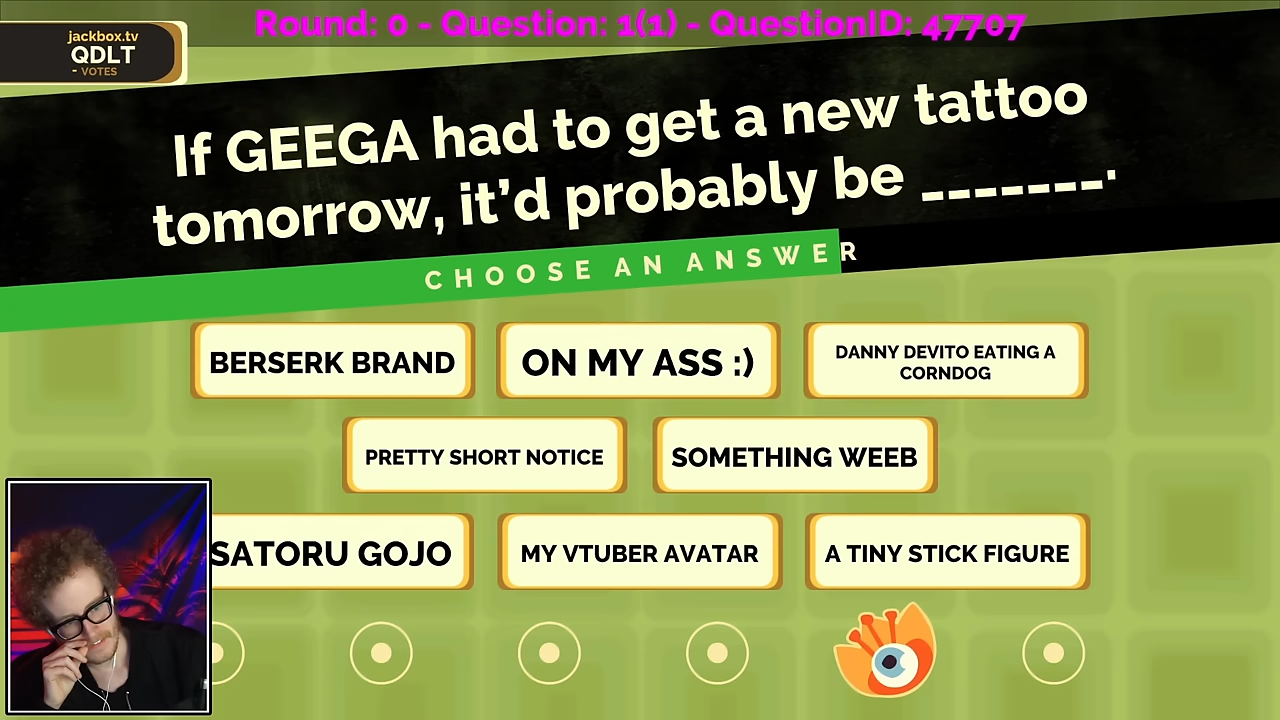 Round: 0 - Question: 1(1) - QuestionID: 47707
jackbox.tv
QDLT
- VOTES
If GEEGA had to get a new tattoo
tomorrow, it’d probably be _______.
CHOOSE AN ANSWER
BERSERK BRAND
ON MY ASS :)
DANNY DEVITO EATING A
CORNDOG
PRETTY SHORT NOTICE
SOMETHING WEEB
SATORU GOJO
MY VTUBER AVATAR
A TINY STICK FIGURE